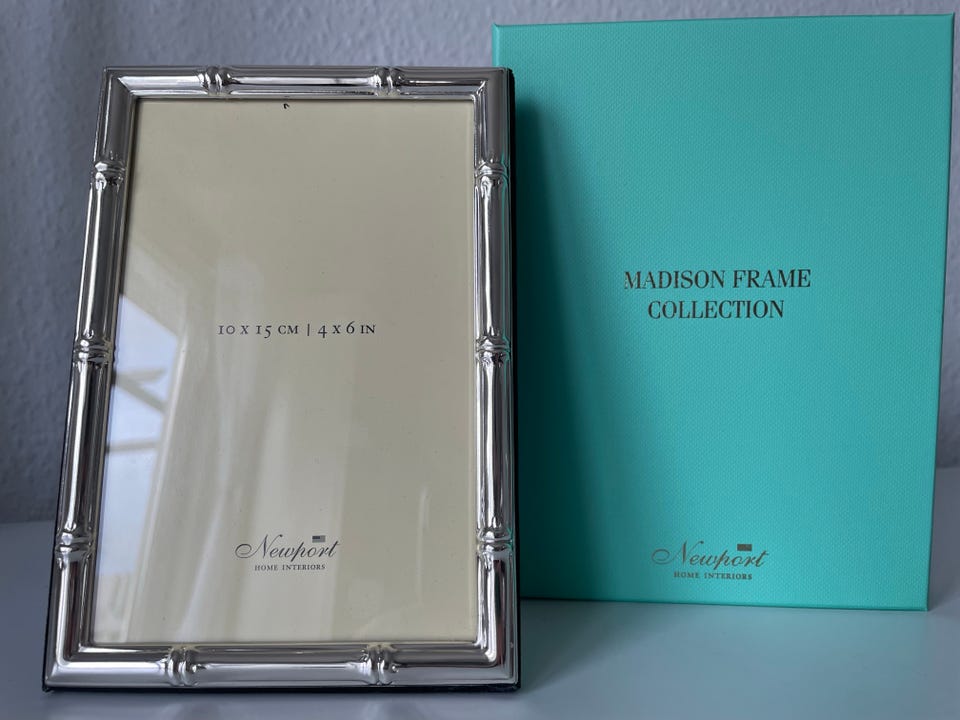 10 X 15 CM | 4 X 6 IN
Newport
HOME INTERIORS
MADISON FRAME
COLLECTION
Newport
HOME INTERIORS